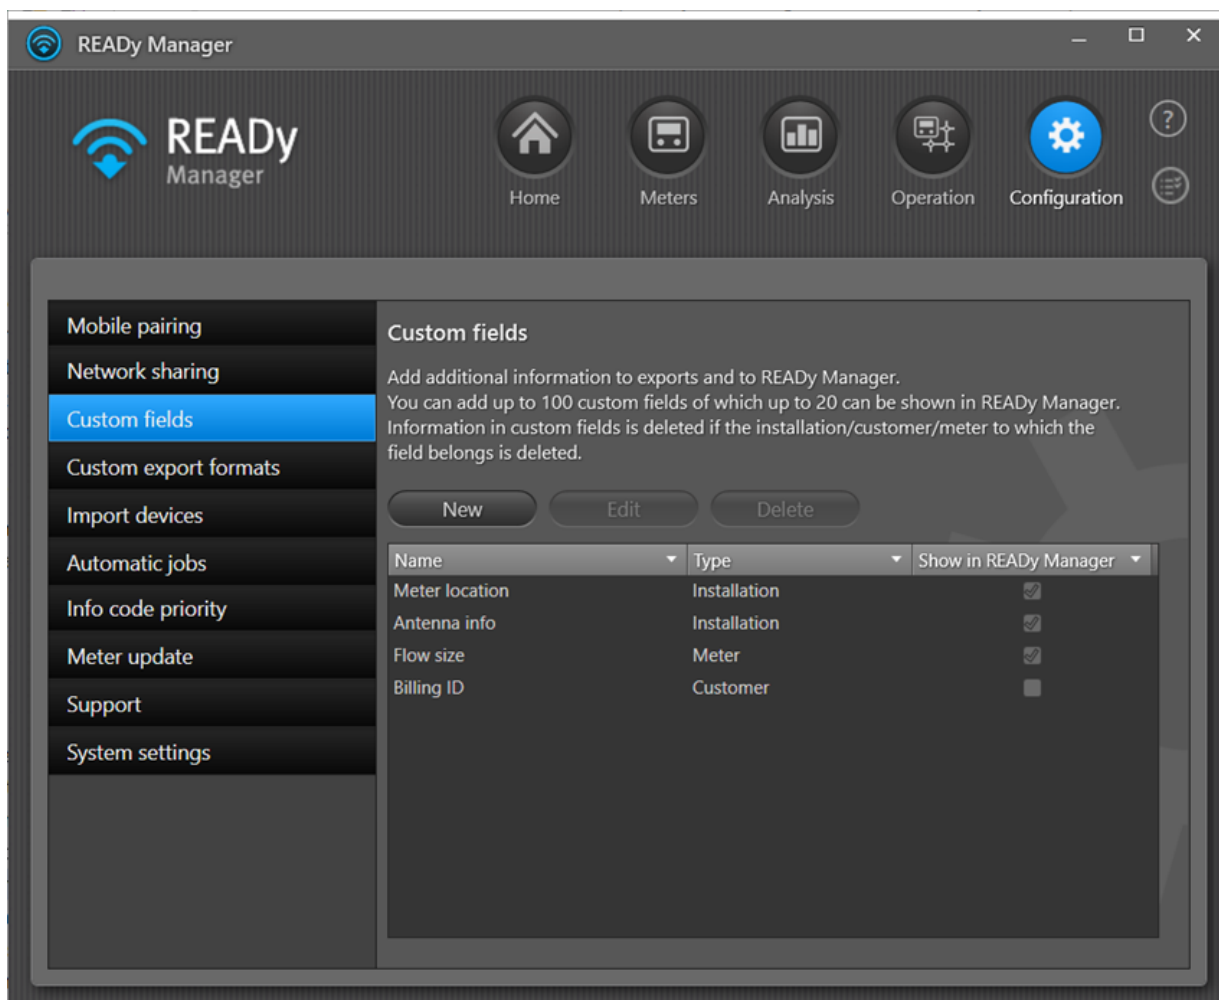 READy Manager
READy
Manager
?
Home
Meters
Analysis
Operation
Configuration
Mobile pairing
Network sharing
Custom fields
Custom export formats
Import devices
Automatic jobs
Info code priority
Meter update
Support
System settings
Custom fields
Add additional information to exports and to READy Manager.
You can add up to 100 custom fields of which up to 20 can be shown in READy Manager.
Information in custom fields is deleted if the installation/customer/meter to which the
field belongs is deleted.
New Edit Delete
Name Type Show in READy Manager
Meter location Installation
Antenna info Installation
Flow size Meter
Billing ID Customer